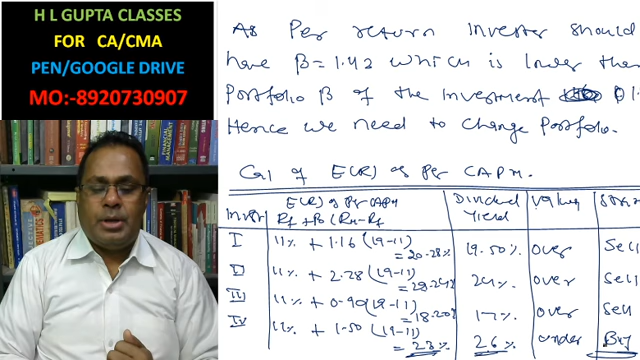 H L GUPTA CLASSES
FOR CA/CMA
PEN/GOOGLE DRIVE
MO:-8920730907
As Per return Investor Should
have β = 1.42 which is lower than
Portfolio β of the investment
Hence we need to change Portfolio.
Cal of E(R) as per CAPM.
Invest E(R) as per CAPM Rf + β (Rm - Rf Dividend Yield value
I 11% + 1.16 (19-11) = 20.28% 19.50% over Sell
II 11% + 2.28 (19-11) = 29.24% 24% over Sell
III 11% + 0.90 (19-11) = 18.20% 17% over Sell
IV 11% + 1.50 (19-11) = 23% 26% under Buy